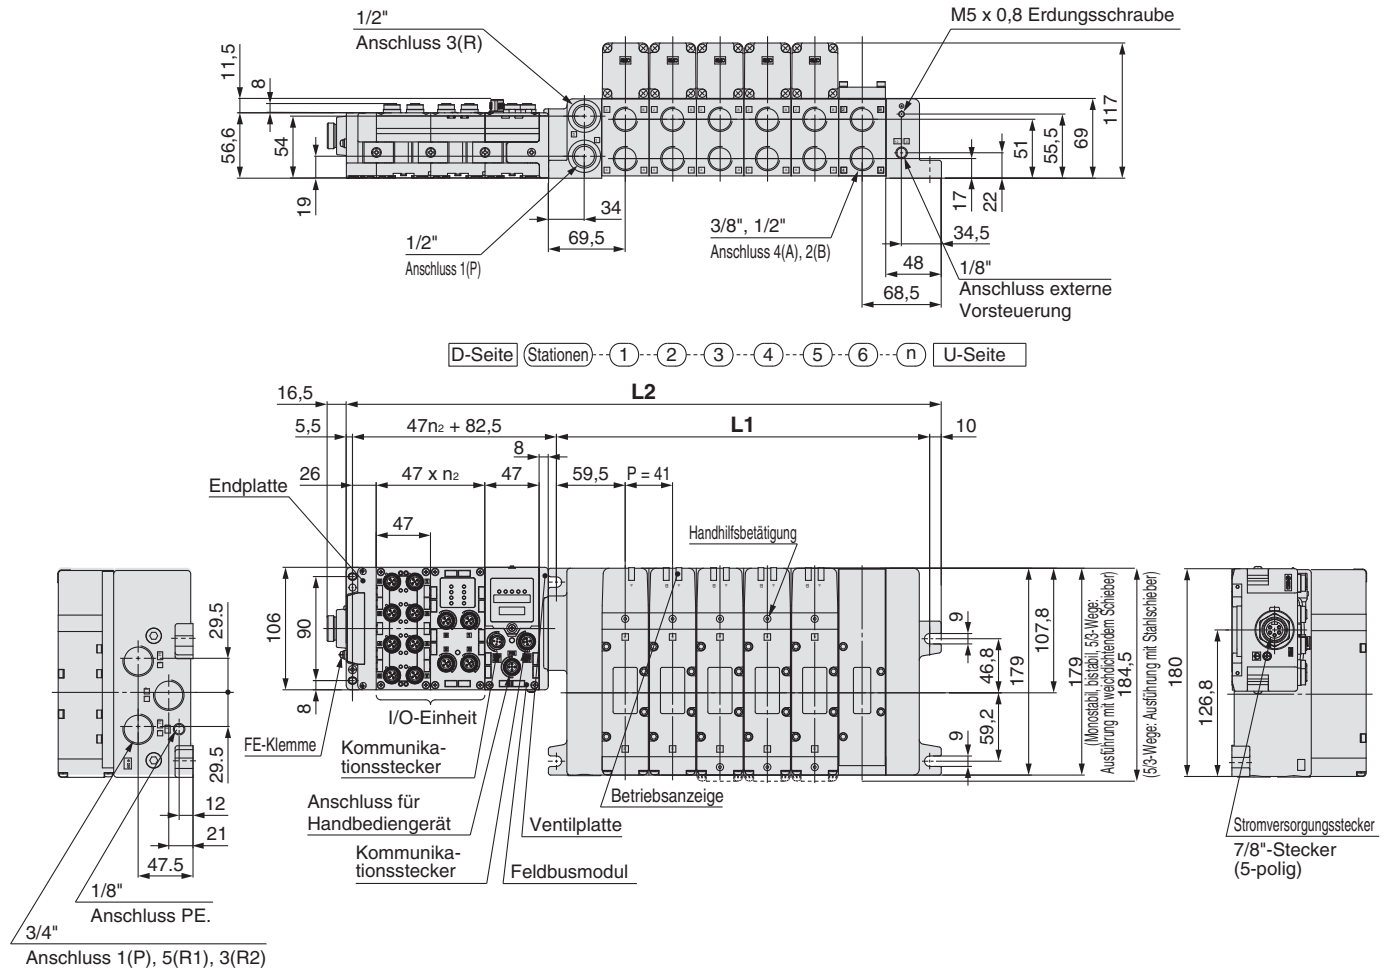 1/2"
Anschluss 3(R)
M5 x 0,8 Erdungsschraube
11,5
8
56,6
54
19
34
69,5
1/2"
Anschluss 1(P)
3/8", 1/2"
Anschluss 4(A), 2(B)
117
69
55,5
51
17
22
34,5
48
68,5
1/8"
Anschluss externe
Vorsteuerung
D-Seite
Stationen
1
2
3
4
5
6
n
U-Seite
16,5
L2
5,5
47n₂ + 82,5
L1
10
8
26
47 x n₂
47
59,5
P = 41
Endplatte
47
Handhilfsbetätigung
106
90
8
I/O-Einheit
FE-Klemme
Kommunika-
tionsstecker
Anschluss für
Handbediengerät
Kommunika-
tionsstecker
Feldbusmodul
Ventilplatte
Betriebsanzeige
9
46,8
59,2
9
179
107,8
179
(Monostabil, bistabil, 5/3-Wege:
Ausführung mit weichdichtendem Schieber)
184,5
(5/3-Wege: Ausführung mit Stahlschieber)
180
126,8
Stromversorgungsstecker
7/8"-Stecker
(5-polig)
29.5
29.5
12
21
47.5
1/8"
Anschluss PE.
3/4"
Anschluss 1(P), 5(R1), 3(R2)